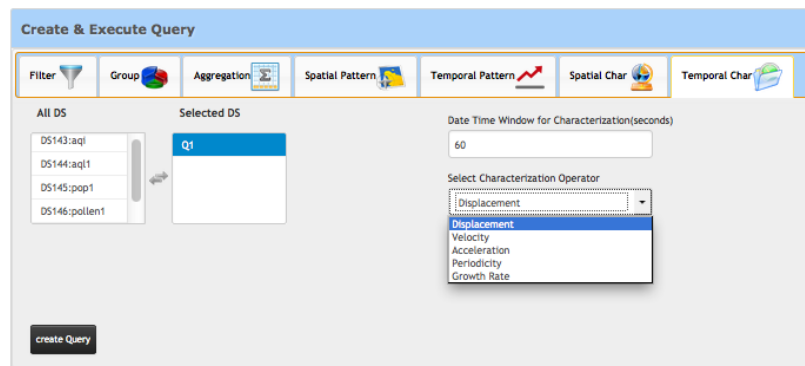 Create & Execute Query
Filter Group Aggregation Spatial Pattern Temporal Pattern Spatial Char Temporal Char
All DS
Selected DS
DS143:aqi
DS144:aql1
DS145:pop1
DS146:pollen1
Q1
Date Time Window for Characterization(seconds)
60
Select Characterization Operator
Displacement
Displacement
Velocity
Acceleration
Periodicity
Growth Rate
create Query